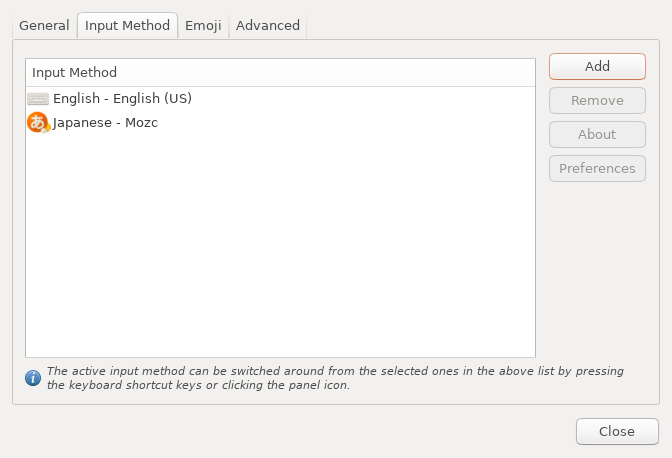 General Input Method Emoji Advanced
Input Method
Add
English - English (US)
Remove
あ Japanese - Mozc
About
Preferences
The active input method can be switched around from the selected ones in the above list by pressing
the keyboard shortcut keys or clicking the panel icon.
Close